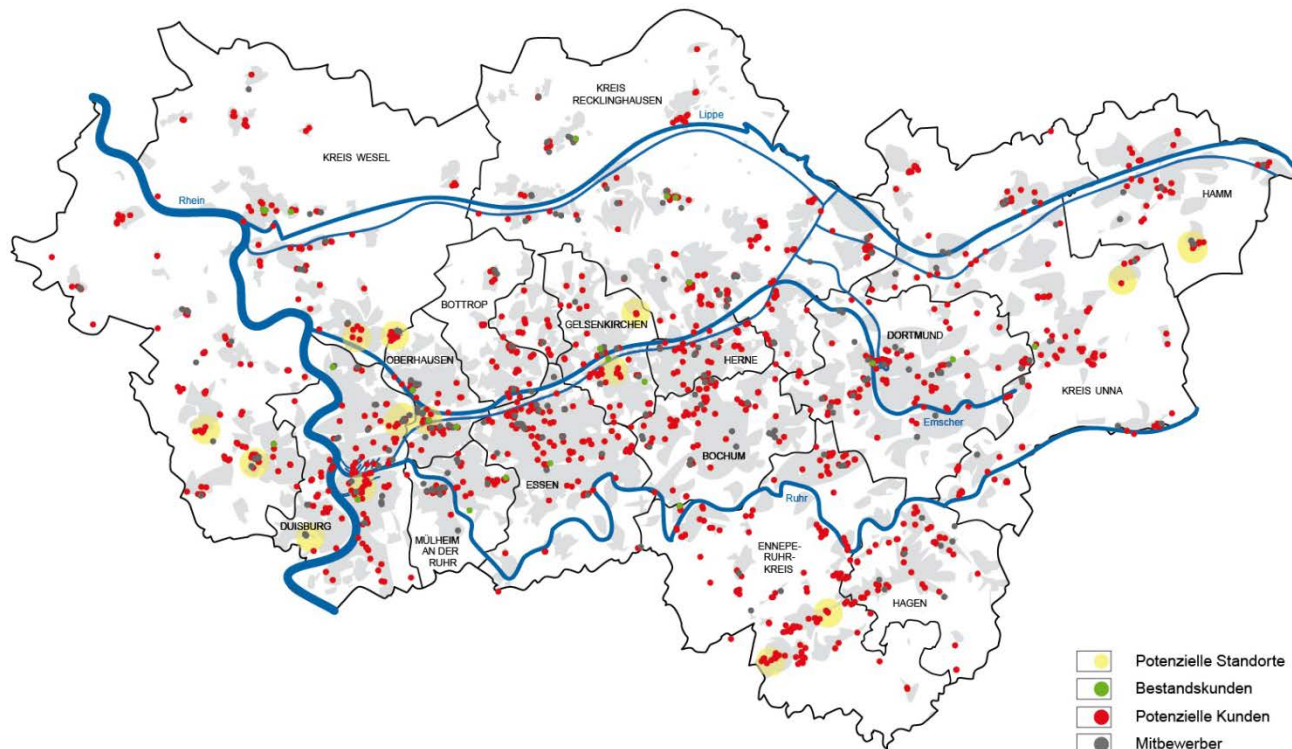 KREIS
RECKLINGHAUSEN
Lippe
KREIS WESEL
Rhein
HAMM
BOTTROP
GELSENKIRCHEN
OBERHAUSEN
HERNE
DORTMUND
KREIS UNNA
Emscher
BOCHUM
ESSEN
Ruhr
DUISBURG
MÜLHEIM
AN DER
RUHR
ENNEPE-
RUHR-
KREIS
HAGEN
Potenzielle Standorte
Bestandskunden
Potenzielle Kunden
Mitbewerber